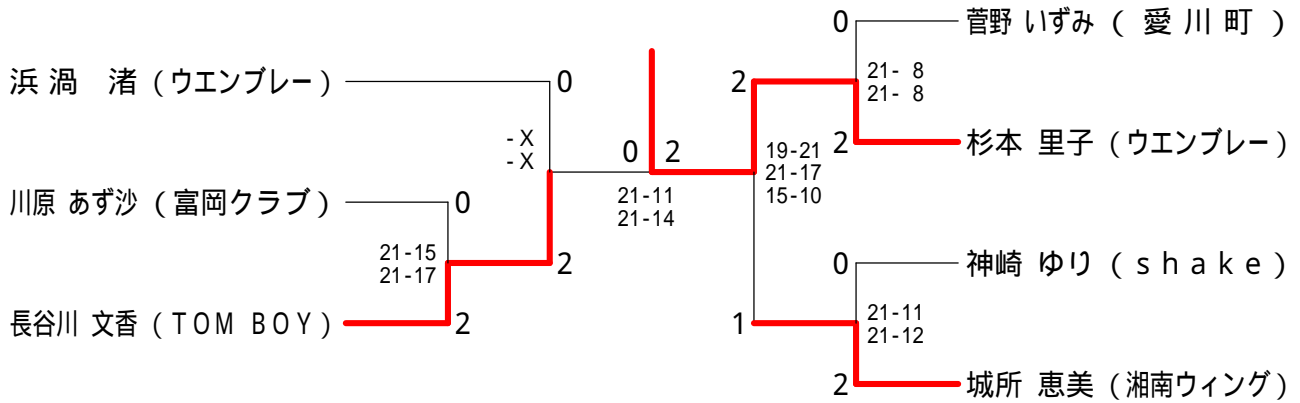 浜渦 渚 (ウエンブレー)
0
- X
- X
川原 あず沙 (富岡クラブ)
0
21-15
21-17
2
長谷川 文香 (TOM BOY)
2
0 2
21-11
21-14
0
菅野 いずみ ( 愛 川 町 )
21- 8
21- 8
2
2
杉本 里子 (ウエンブレー)
19-21
21-17
15-10
0
神崎 ゆり ( s h a k e )
21-11
21-12
1
2
城所 恵美 (湘南ウィング)